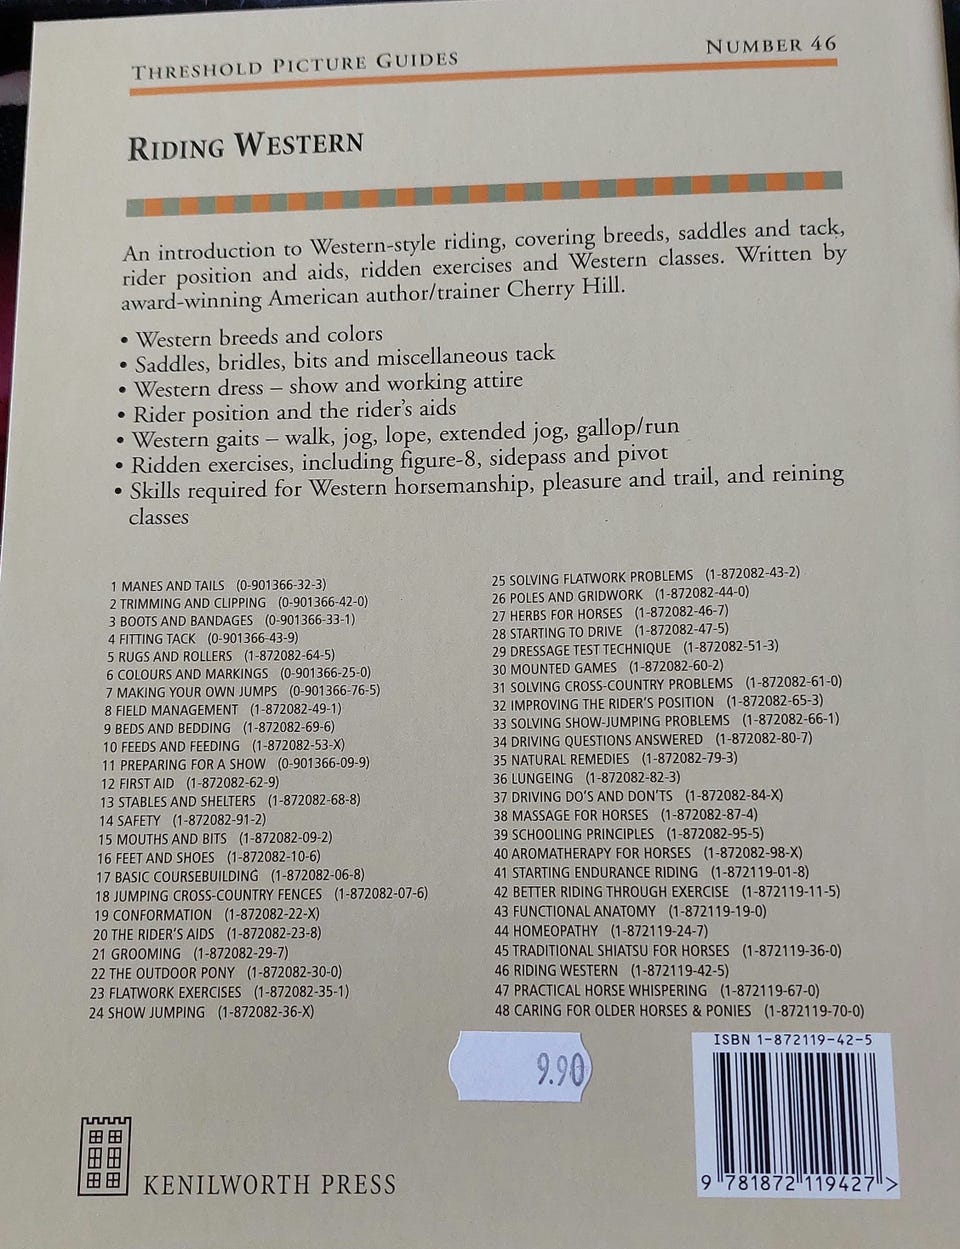 THRESHOLD PICTURE GUIDES
NUMBER 46
RIDING WESTERN
An introduction to Western-style riding, covering breeds, saddles and tack,
rider position and aids, ridden exercises and Western classes. Written by
award-winning American author/trainer Cherry Hill.
• Western breeds and colors
• Saddles, bridles, bits and miscellaneous tack
• Western dress – show and working attire
• Rider position and the rider's aids
• Western gaits – walk, jog, lope, extended jog, gallop/run
• Ridden exercises, including figure-8, sidepass and pivot
• Skills required for Western horsemanship, pleasure and trail, and reining
classes
1 MANES AND TAILS (0-901366-32-3)
2 TRIMMING AND CLIPPING (0-901366-42-0)
3 BOOTS AND BANDAGES (0-901366-33-1)
4 FITTING TACK (0-901366-43-9)
5 RUGS AND ROLLERS (1-872082-64-5)
6 COLOURS AND MARKINGS (0-901366-25-0)
7 MAKING YOUR OWN JUMPS (0-901366-76-5)
8 FIELD MANAGEMENT (1-872082-49-1)
9 BEDS AND BEDDING (1-872082-69-6)
10 FEEDS AND FEEDING (1-872082-53-X)
11 PREPARING FOR A SHOW (0-901366-09-9)
12 FIRST AID (1-872082-62-9)
13 STABLES AND SHELTERS (1-872082-68-8)
14 SAFETY (1-872082-91-2)
15 MOUTHS AND BITS (1-872082-09-2)
16 FEET AND SHOES (1-872082-10-6)
17 BASIC COURSEBUILDING (1-872082-06-8)
18 JUMPING CROSS-COUNTRY FENCES (1-872082-07-6)
19 CONFORMATION (1-872082-22-X)
20 THE RIDER'S AIDS (1-872082-23-8)
21 GROOMING (1-872082-29-7)
22 THE OUTDOOR PONY (1-872082-30-0)
23 FLATWORK EXERCISES (1-872082-35-1)
24 SHOW JUMPING (1-872082-36-X)
25 SOLVING FLATWORK PROBLEMS (1-872082-43-2)
26 POLES AND GRIDWORK (1-872082-44-0)
27 HERBS FOR HORSES (1-872082-46-7)
28 STARTING TO DRIVE (1-872082-47-5)
29 DRESSAGE TEST TECHNIQUE (1-872082-51-3)
30 MOUNTED GAMES (1-872082-60-2)
31 SOLVING CROSS-COUNTRY PROBLEMS (1-872082-61-0)
32 IMPROVING THE RIDER'S POSITION (1-872082-65-3)
33 SOLVING SHOW-JUMPING PROBLEMS (1-872082-66-1)
34 DRIVING QUESTIONS ANSWERED (1-872082-80-7)
35 NATURAL REMEDIES (1-872082-79-3)
36 LUNGEING (1-872082-82-3)
37 DRIVING DO'S AND DON'TS (1-872082-84-X)
38 MASSAGE FOR HORSES (1-872082-87-4)
39 SCHOOLING PRINCIPLES (1-872082-95-5)
40 AROMATHERAPY FOR HORSES (1-872082-98-X)
41 STARTING ENDURANCE RIDING (1-872119-01-8)
42 BETTER RIDING THROUGH EXERCISE (1-872119-11-5)
43 FUNCTIONAL ANATOMY (1-872119-19-0)
44 HOMEOPATHY (1-872119-24-7)
45 TRADITIONAL SHIATSU FOR HORSES (1-872119-36-0)
46 RIDING WESTERN (1-872119-42-5)
47 PRACTICAL HORSE WHISPERING (1-872119-67-0)
48 CARING FOR OLDER HORSES & PONIES (1-872119-70-0)
9.90
ISBN 1-872119-42-5
9 781872 119427 >
KENILWORTH PRESS